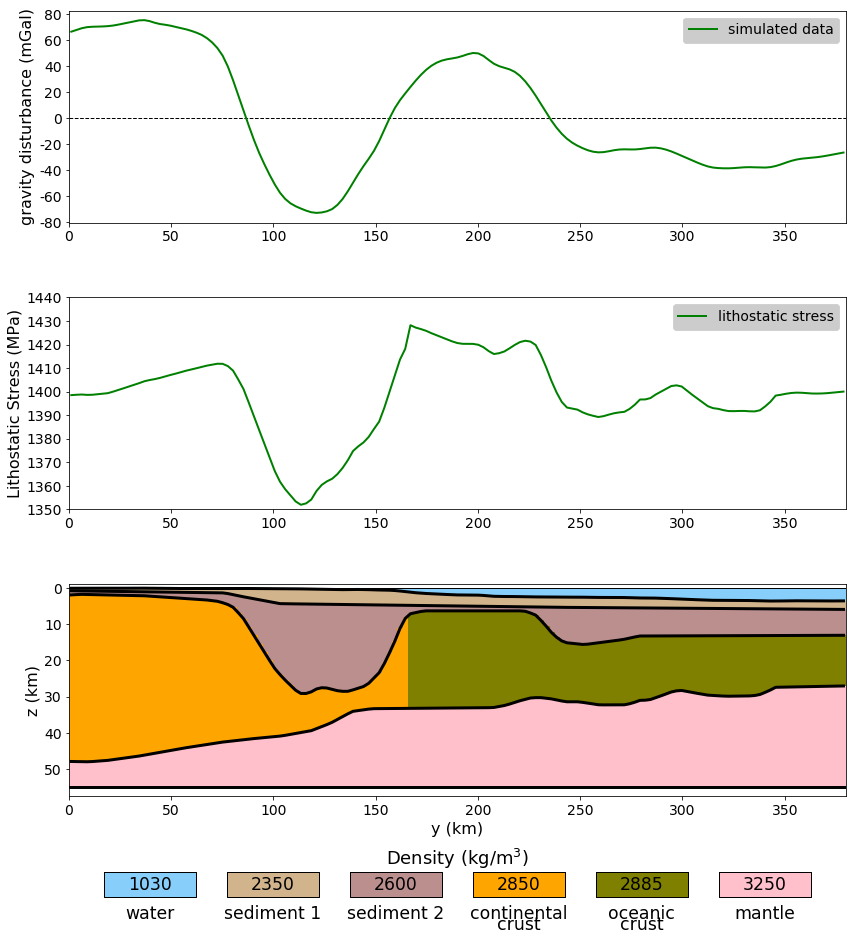 gravity disturbance (mGal)
80
60
40
20
0
-20
-40
-60
-80
simulated data
0 50 100 150 200 250 300 350
Lithostatic Stress (MPa)
1440
1430
1420
1410
1400
1390
1380
1370
1360
1350
lithostatic stress
0 50 100 150 200 250 300 350
z (km)
0
10
20
30
40
50
0 50 100 150 200 250 300 350
y (km)
Density (kg/m³)
1030 2350 2600 2850 2885 3250
water sediment 1 sediment 2 continental oceanic mantle
crust crust